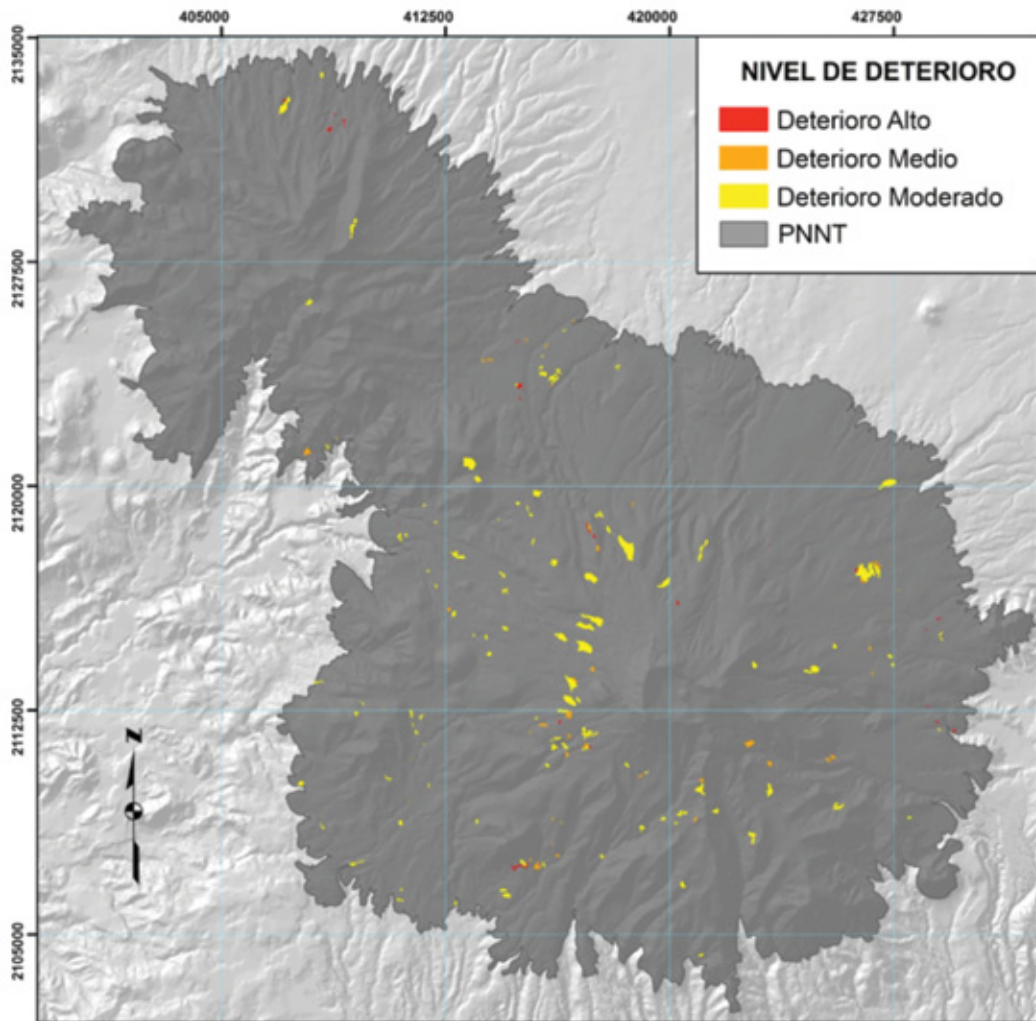 405000 412500 420000 427500
2135000
NIVEL DE DETERIORO
Deterioro Alto
Deterioro Medio
Deterioro Moderado
PNNT
2127500
2120000
2112500
N
2105000